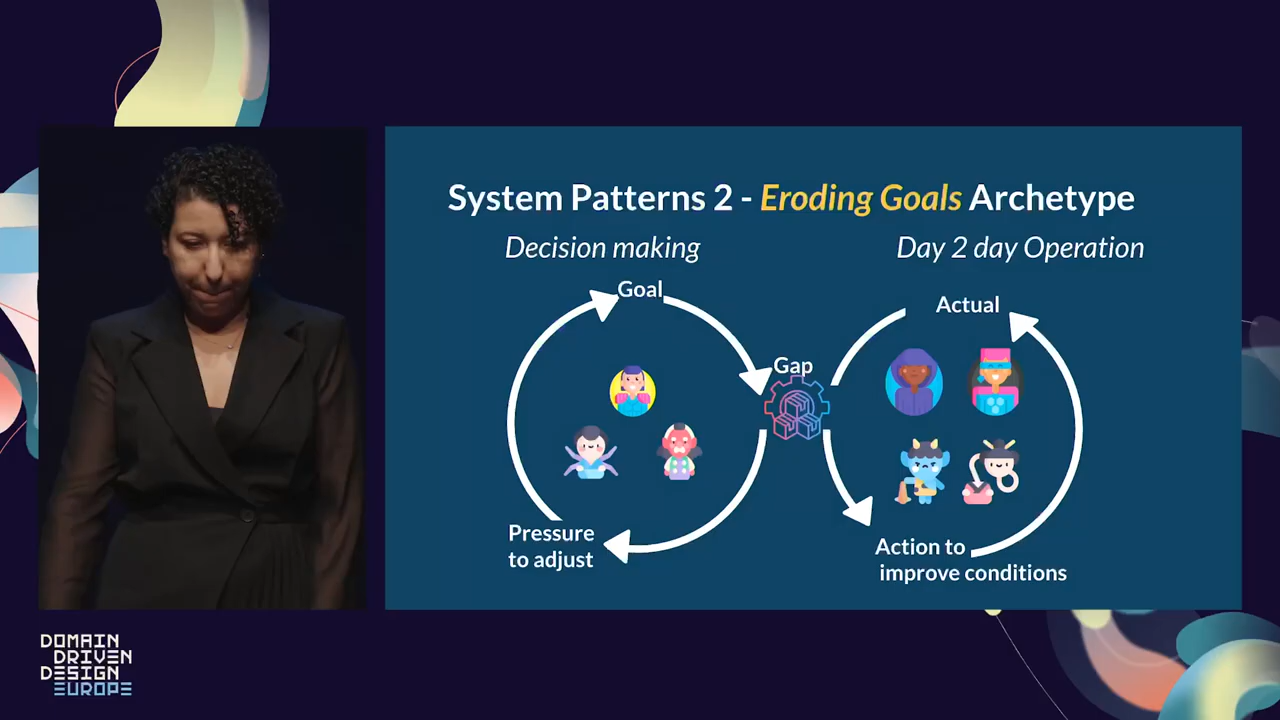 System Patterns 2 - Eroding Goals Archetype
Decision making
Day 2 day Operation
Goal
Gap
Pressure
to adjust
Actual
Action to
improve conditions
DOMAIN
DRIVEN
DESIGN
EUROPE